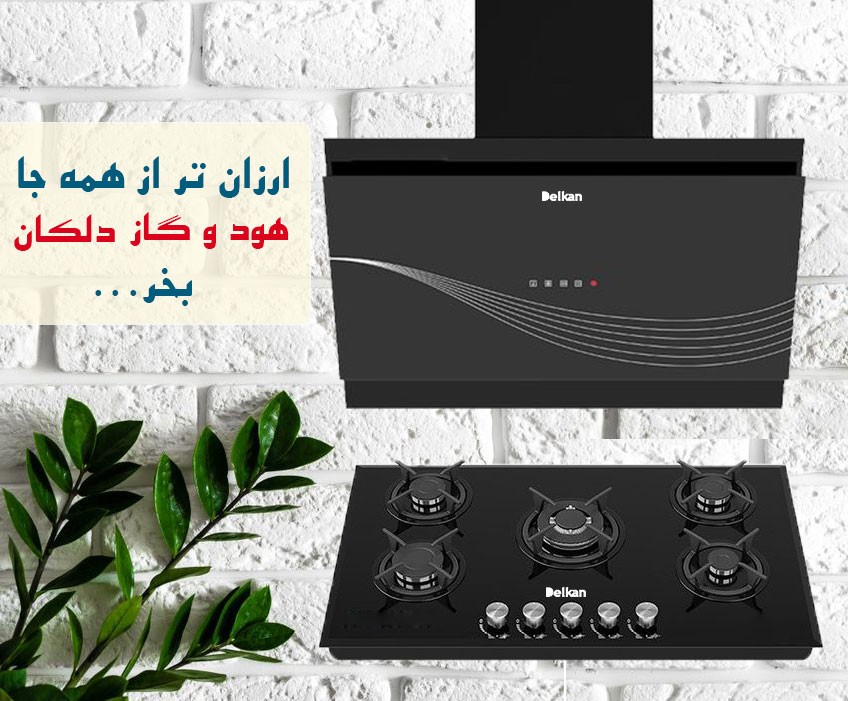 ارزان تر از همه جا
هود و گاز دلکان
بخر...
Delkan
Delkan